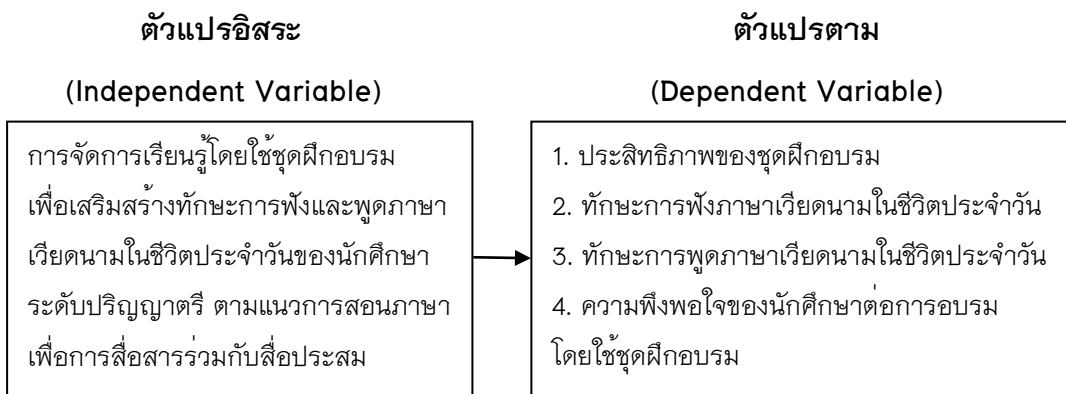 ตัวแปรอิสระ
(Independent Variable)
การจัดการเรียนรู้โดยใช้ชุดฝึกอบรม
เพื่อเสริมสร้างทักษะการฟังและพูดภาษา
เวียดนามในชีวิตประจำวันของนักศึกษา
ระดับปริญญาตรี ตามแนวการสอนภาษา
เพื่อการสื่อสารร่วมกับสื่อประสม
ตัวแปรตาม
(Dependent Variable)
1. ประสิทธิภาพของชุดฝึกอบรม
2. ทักษะการฟังภาษาเวียดนามในชีวิตประจำวัน
3. ทักษะการพูดภาษาเวียดนามในชีวิตประจำวัน
4. ความพึงพอใจของนักศึกษาต่อการอบรม
โดยใช้ชุดฝึกอบรม